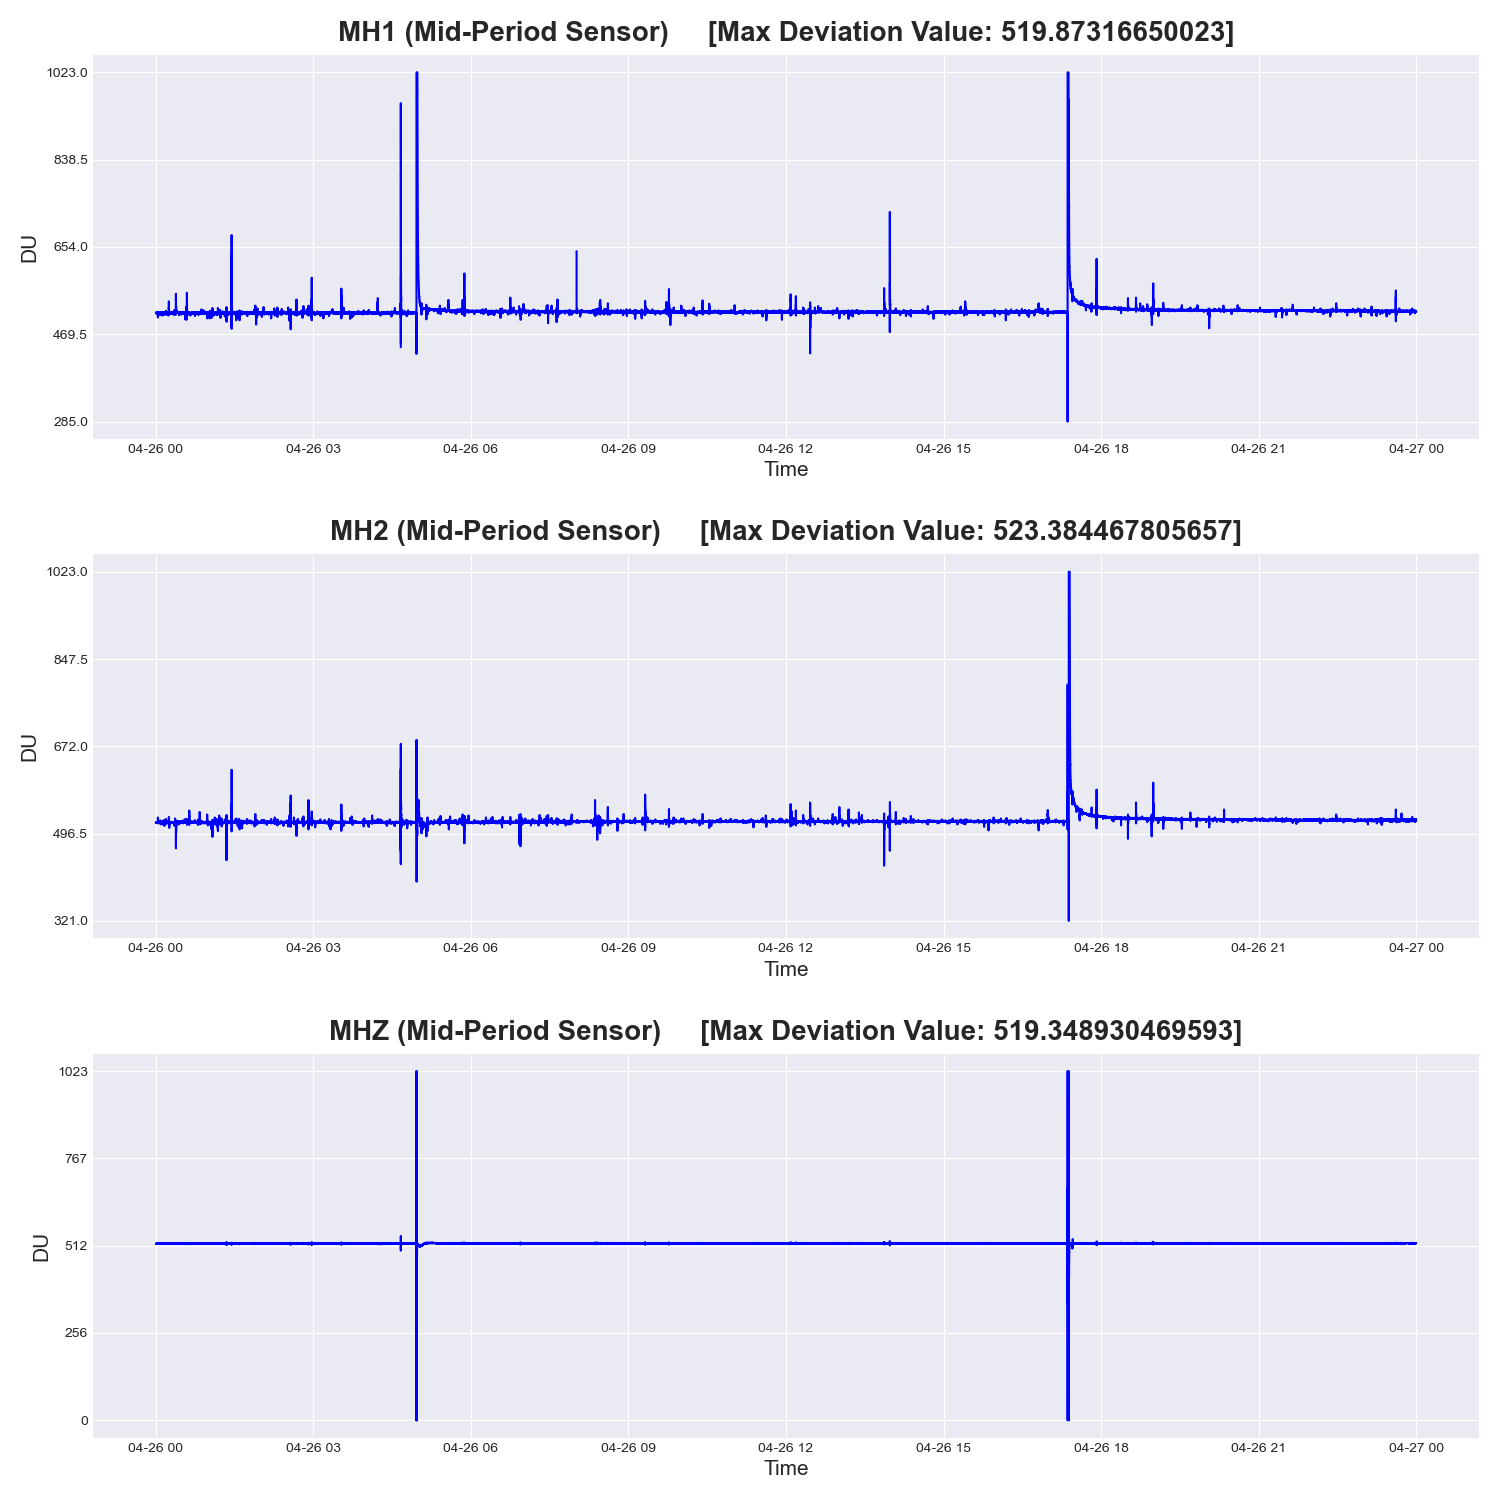 MH1 (Mid-Period Sensor) [Max Deviation Value: 519.87316650023]
1023.0
838.5
654.0
469.5
285.0
DU
04-26 00 04-26 03 04-26 06 04-26 09 04-26 12 04-26 15 04-26 18 04-26 21 04-27 00
Time
MH2 (Mid-Period Sensor) [Max Deviation Value: 523.384467805657]
1023.0
847.5
672.0
496.5
321.0
DU
04-26 00 04-26 03 04-26 06 04-26 09 04-26 12 04-26 15 04-26 18 04-26 21 04-27 00
Time
MHZ (Mid-Period Sensor) [Max Deviation Value: 519.348930469593]
1023
767
512
256
0
DU
04-26 00 04-26 03 04-26 06 04-26 09 04-26 12 04-26 15 04-26 18 04-26 21 04-27 00
Time